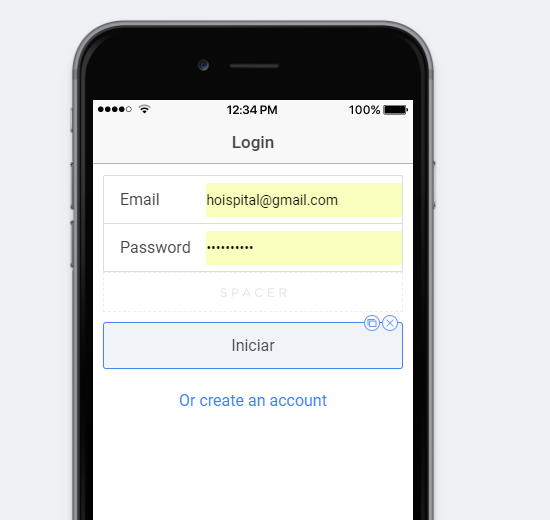 12:34 PM 100%
Login
Email hoispital@gmail.com
Password ••••••••••
SPACER
Iniciar
Or create an account